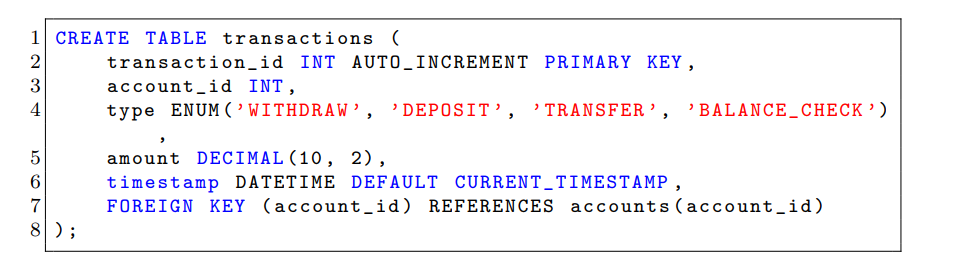 1 CREATE TABLE transactions (
2 transaction_id INT AUTO_INCREMENT PRIMARY KEY,
3 account_id INT,
4 type ENUM('WITHDRAW', 'DEPOSIT', 'TRANSFER', 'BALANCE_CHECK')
,
5 amount DECIMAL(10, 2),
6 timestamp DATETIME DEFAULT CURRENT_TIMESTAMP,
7 FOREIGN KEY (account_id) REFERENCES accounts(account_id)
8 );